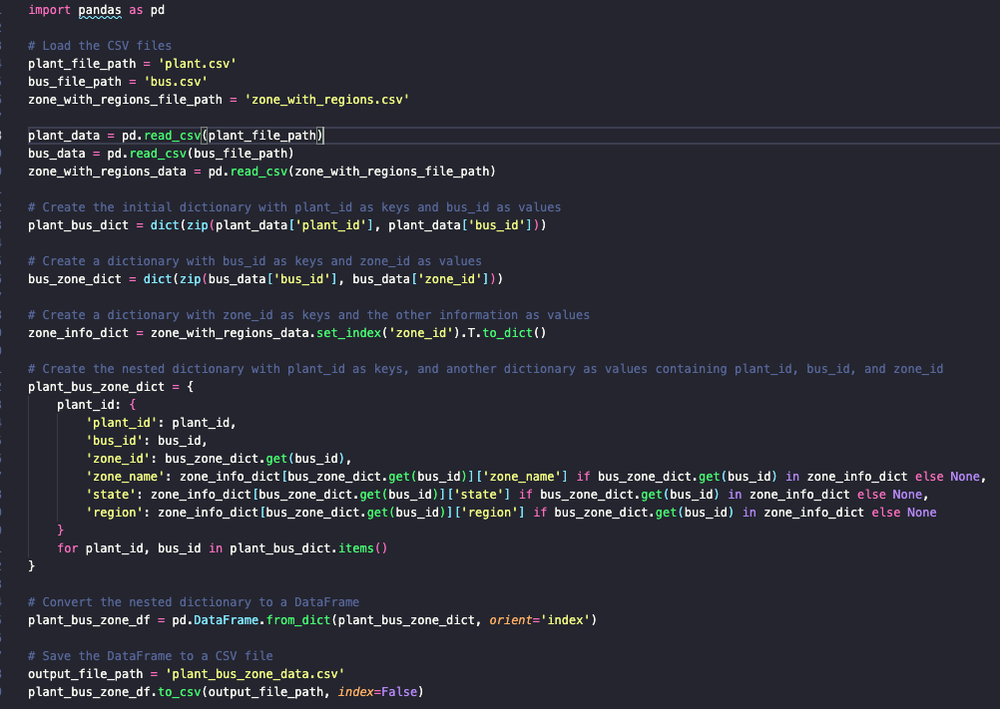 import pandas as pd
# Load the CSV files
plant_file_path = 'plant.csv'
bus_file_path = 'bus.csv'
zone_with_regions_file_path = 'zone_with_regions.csv'
plant_data = pd.read_csv(plant_file_path)
bus_data = pd.read_csv(bus_file_path)
zone_with_regions_data = pd.read_csv(zone_with_regions_file_path)
# Create the initial dictionary with plant_id as keys and bus_id as values
plant_bus_dict = dict(zip(plant_data['plant_id'], plant_data['bus_id']))
# Create a dictionary with bus_id as keys and zone_id as values
bus_zone_dict = dict(zip(bus_data['bus_id'], bus_data['zone_id']))
# Create a dictionary with zone_id as keys and the other information as values
zone_info_dict = zone_with_regions_data.set_index('zone_id').T.to_dict()
# Create the nested dictionary with plant_id as keys, and another dictionary as values containing plant_id, bus_id, and zone_id
plant_bus_zone_dict = {
    plant_id: {
        'plant_id': plant_id,
        'bus_id': bus_id,
        'zone_id': bus_zone_dict.get(bus_id),
        'zone_name': zone_info_dict[bus_zone_dict.get(bus_id)]['zone_name'] if bus_zone_dict.get(bus_id) in zone_info_dict else None,
        'state': zone_info_dict[bus_zone_dict.get(bus_id)]['state'] if bus_zone_dict.get(bus_id) in zone_info_dict else None,
        'region': zone_info_dict[bus_zone_dict.get(bus_id)]['region'] if bus_zone_dict.get(bus_id) in zone_info_dict else None
    }
    for plant_id, bus_id in plant_bus_dict.items()
}
# Convert the nested dictionary to a DataFrame
plant_bus_zone_df = pd.DataFrame.from_dict(plant_bus_zone_dict, orient='index')
# Save the DataFrame to a CSV file
output_file_path = 'plant_bus_zone_data.csv'
plant_bus_zone_df.to_csv(output_file_path, index=False)